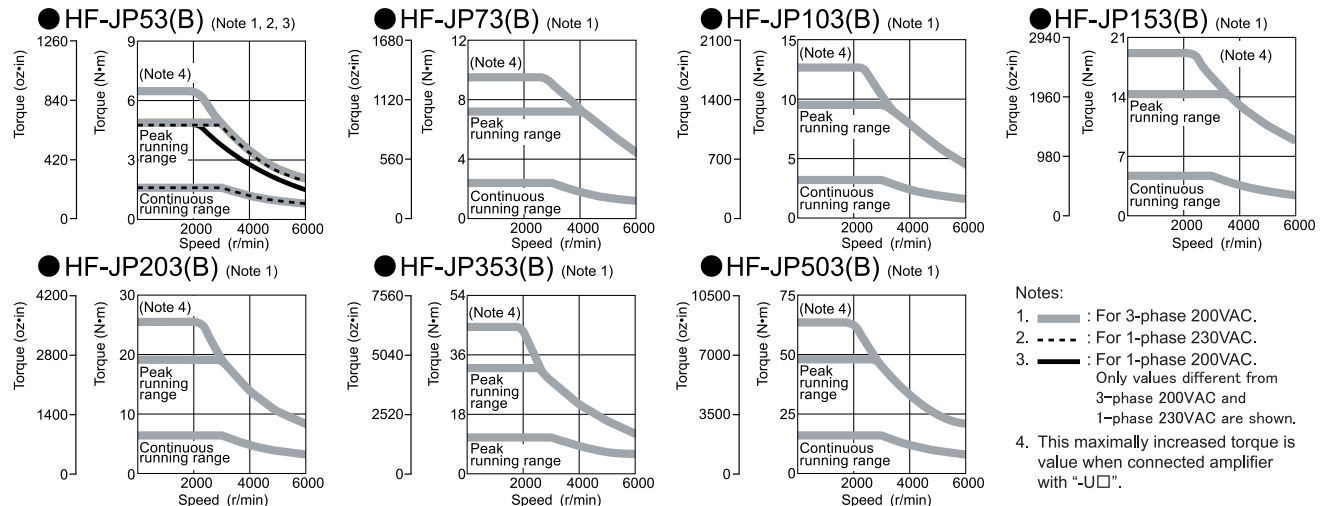 ●HF-JP53(B) (Note 1, 2, 3)
1260
840
420
0
Torque (oz•in)
9
6
3
0
Torque (N•m)
(Note 4)
Peak
running
range
Continuous
running range
2000 4000 6000
Speed (r/min)
●HF-JP73(B) (Note 1)
1680
1120
560
0
Torque (oz•in)
12
8
4
0
Torque (N•m)
(Note 4)
Peak
running range
Continuous
running range
2000 4000 6000
Speed (r/min)
●HF-JP103(B) (Note 1)
2100
1400
700
0
Torque (oz•in)
15
10
5
0
Torque (N•m)
(Note 4)
Peak
running range
Continuous
running range
2000 4000 6000
Speed (r/min)
●HF-JP153(B) (Note 1)
2940
1960
980
0
Torque (oz•in)
21
14
7
0
Torque (N•m)
(Note 4)
Peak
running range
Continuous
running range
2000 4000 6000
Speed (r/min)
●HF-JP203(B) (Note 1)
4200
2800
1400
0
Torque (oz•in)
30
20
10
0
Torque (N•m)
(Note 4)
Peak
running
range
Continuous
running range
2000 4000 6000
Speed (r/min)
●HF-JP353(B) (Note 1)
7560
5040
2520
0
Torque (oz•in)
54
36
18
0
Torque (N•m)
(Note 4)
Peak
running
range
Peak
running range
2000 4000 6000
Speed (r/min)
●HF-JP503(B) (Note 1)
10500
7000
3500
0
Torque (oz•in)
75
50
25
0
Torque (N•m)
(Note 4)
Peak
running
range
Continuous
running range
2000 4000 6000
Speed (r/min)
Notes:
1. : For 3-phase 200VAC.
2. : For 1-phase 230VAC.
3. : For 1-phase 200VAC.
Only values different from
3-phase 200VAC and
1-phase 230VAC are shown.
4. This maximally increased torque is
value when connected amplifier
with “-U□”.